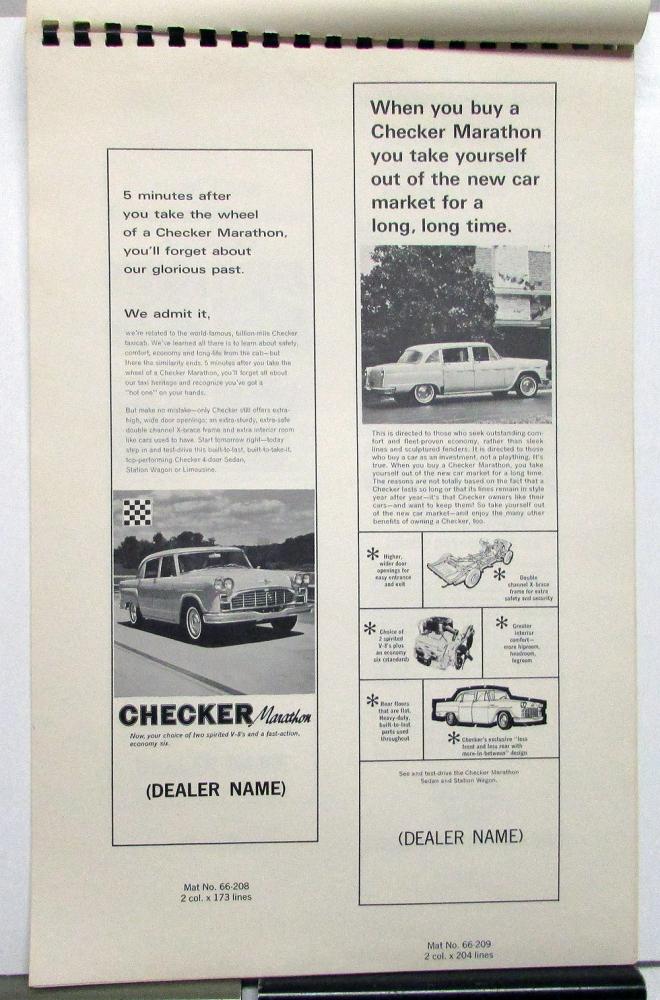 5 minutes after
you take the wheel
of a Checker Marathon,
you'll forget about
our glorious past.
We admit it,
we're related to the world-famous, billion-mile Checker
taxicab. We've learned all there is to learn about safety,
comfort, economy and long-life from the cab—but
there the similarity ends. 5 minutes after you take the
wheel of a Checker Marathon, you'll forget all about
our taxi heritage and recognize you've got a
"hot one" on your hands.
But make no mistake—only Checker still offers extra-
high, wide door openings; an extra-sturdy, extra-safe
double channel X-brace frame and extra interior room
like cars used to have. Start tomorrow right—today
step in and test-drive this built-to-last, built-to-take-it,
top-performing Checker 4-door Sedan,
Station Wagon or Limousine.
CHECKER Marathon
Now, your choice of two spirited V-8's and a fast-action,
economy six.
(DEALER NAME)
Mat No. 66-208
2 col. x 173 lines
When you buy a
Checker Marathon
you take yourself
out of the new car
market for a
long, long time.
This is directed to those who seek outstanding com-
fort and fleet-proven economy, rather than sleek
lines and sculptured fenders. It is directed to those
who buy a car as an investment, not a plaything. It's
true. When you buy a Checker Marathon, you take
yourself out of the new car market for a long time.
The reasons are not totally based on the fact that a
Checker lasts so long or that its lines remain in style
year after year—it's that Checker owners like their
cars—and want to keep them! So take yourself out
of the new car market—and enjoy the many other
benefits of owning a Checker, too.
* Higher,
wider door
openings for
easy entrance
and exit
* Double
channel X-brace
frame for extra
safety and security
* Choice of
2 spirited
V-8's plus
an economy
six (standard)
* Greater
interior
comfort—
more hiproom,
headroom,
legroom
* Rear floors
that are flat.
Heavy-duty,
built-to-last
parts used
throughout
* Checker's exclusive "less
front and less rear with
more-in-between" design
See and test-drive the Checker Marathon
Sedan and Station Wagon.
(DEALER NAME)
Mat No. 66-209
2 col. x 204 lines